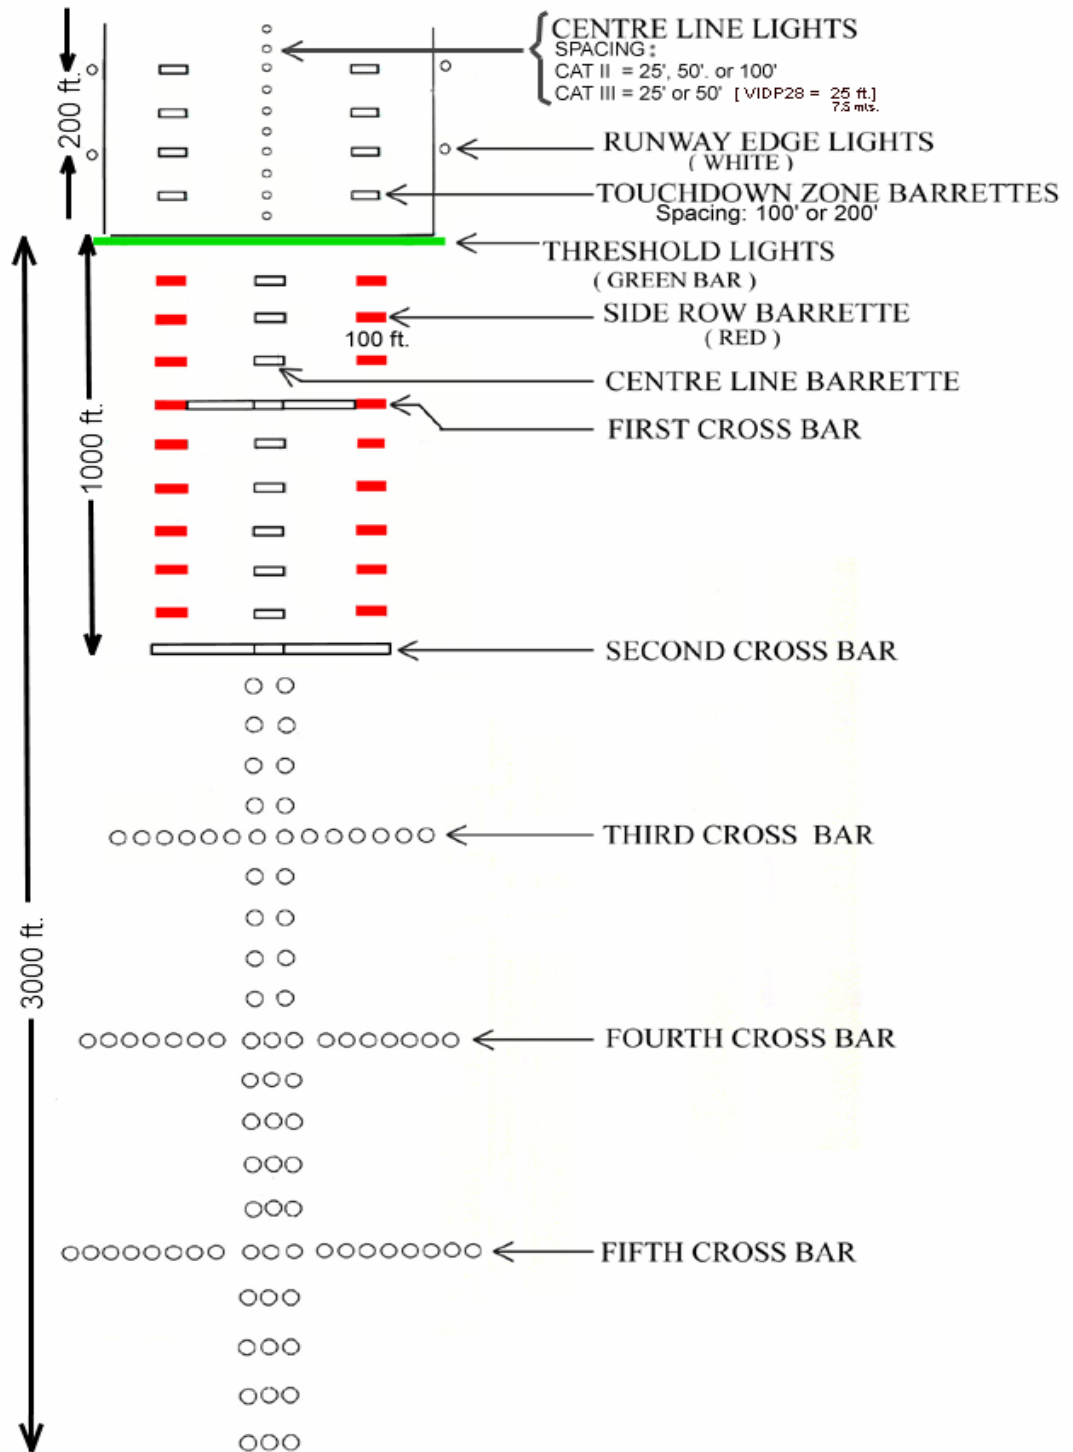 CENTRE LINE LIGHTS
SPACING :
CAT II = 25', 50'. or 100'
CAT III = 25' or 50' [ VIDP28 = 25 ft.]
7.5 mts.
200 ft.
RUNWAY EDGE LIGHTS
( WHITE )
TOUCHDOWN ZONE BARRETTES
Spacing: 100' or 200'
THRESHOLD LIGHTS
( GREEN BAR )
SIDE ROW BARRETTE
( RED )
100 ft.
CENTRE LINE BARRETTE
FIRST CROSS BAR
1000 ft.
SECOND CROSS BAR
THIRD CROSS BAR
3000 ft.
FOURTH CROSS BAR
FIFTH CROSS BAR